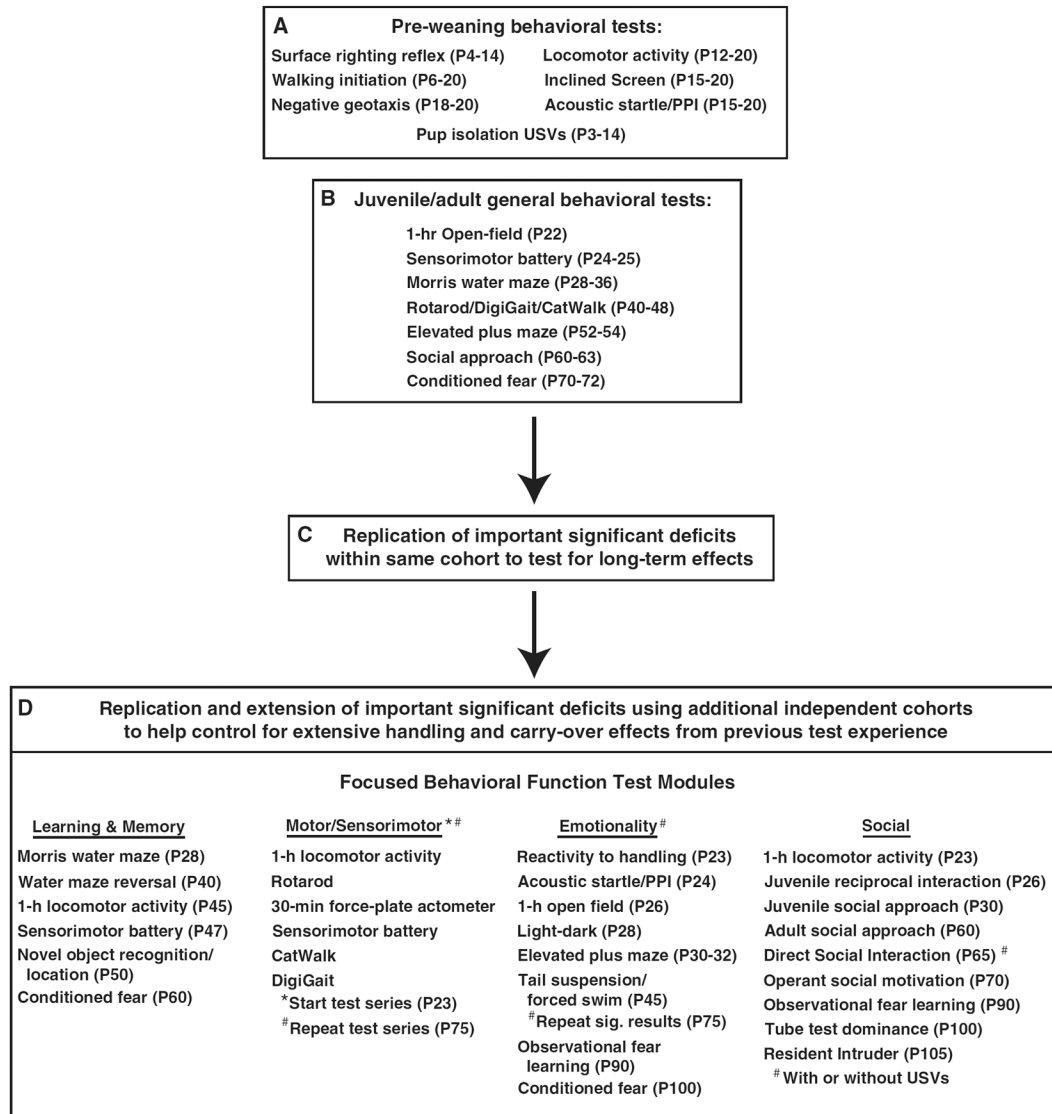 A
Pre-weaning behavioral tests:
Surface righting reflex (P4-14)
Walking initiation (P6-20)
Negative geotaxis (P18-20)
Locomotor activity (P12-20)
Inclined Screen (P15-20)
Acoustic startle/PPI (P15-20)
Pup isolation USVs (P3-14)
B
Juvenile/adult general behavioral tests:
1-hr Open-field (P22)
Sensorimotor battery (P24-25)
Morris water maze (P28-36)
Rotarod/DigiGait/CatWalk (P40-48)
Elevated plus maze (P52-54)
Social approach (P60-63)
Conditioned fear (P70-72)
C
Replication of important significant deficits
within same cohort to test for long-term effects
D
Replication and extension of important significant deficits using additional independent cohorts
to help control for extensive handling and carry-over effects from previous test experience
Focused Behavioral Function Test Modules
Learning & Memory
Morris water maze (P28)
Water maze reversal (P40)
1-h locomotor activity (P45)
Sensorimotor battery (P47)
Novel object recognition/
location (P50)
Conditioned fear (P60)
Motor/Sensorimotor *#
1-h locomotor activity
Rotarod
30-min force-plate actometer
Sensorimotor battery
CatWalk
DigiGait
*Start test series (P23)
#Repeat test series (P75)
Emotionality#
Reactivity to handling (P23)
Acoustic startle/PPI (P24)
1-h open field (P26)
Light-dark (P28)
Elevated plus maze (P30-32)
Tail suspension/
forced swim (P45)
#Repeat sig. results (P75)
Observational fear
learning (P90)
Conditioned fear (P100)
Social
1-h locomotor activity (P23)
Juvenile reciprocal interaction (P26)
Juvenile social approach (P30)
Adult social approach (P60)
Direct Social Interaction (P65) #
Operant social motivation (P70)
Observational fear learning (P90)
Tube test dominance (P100)
Resident Intruder (P105)
#With or without USVs